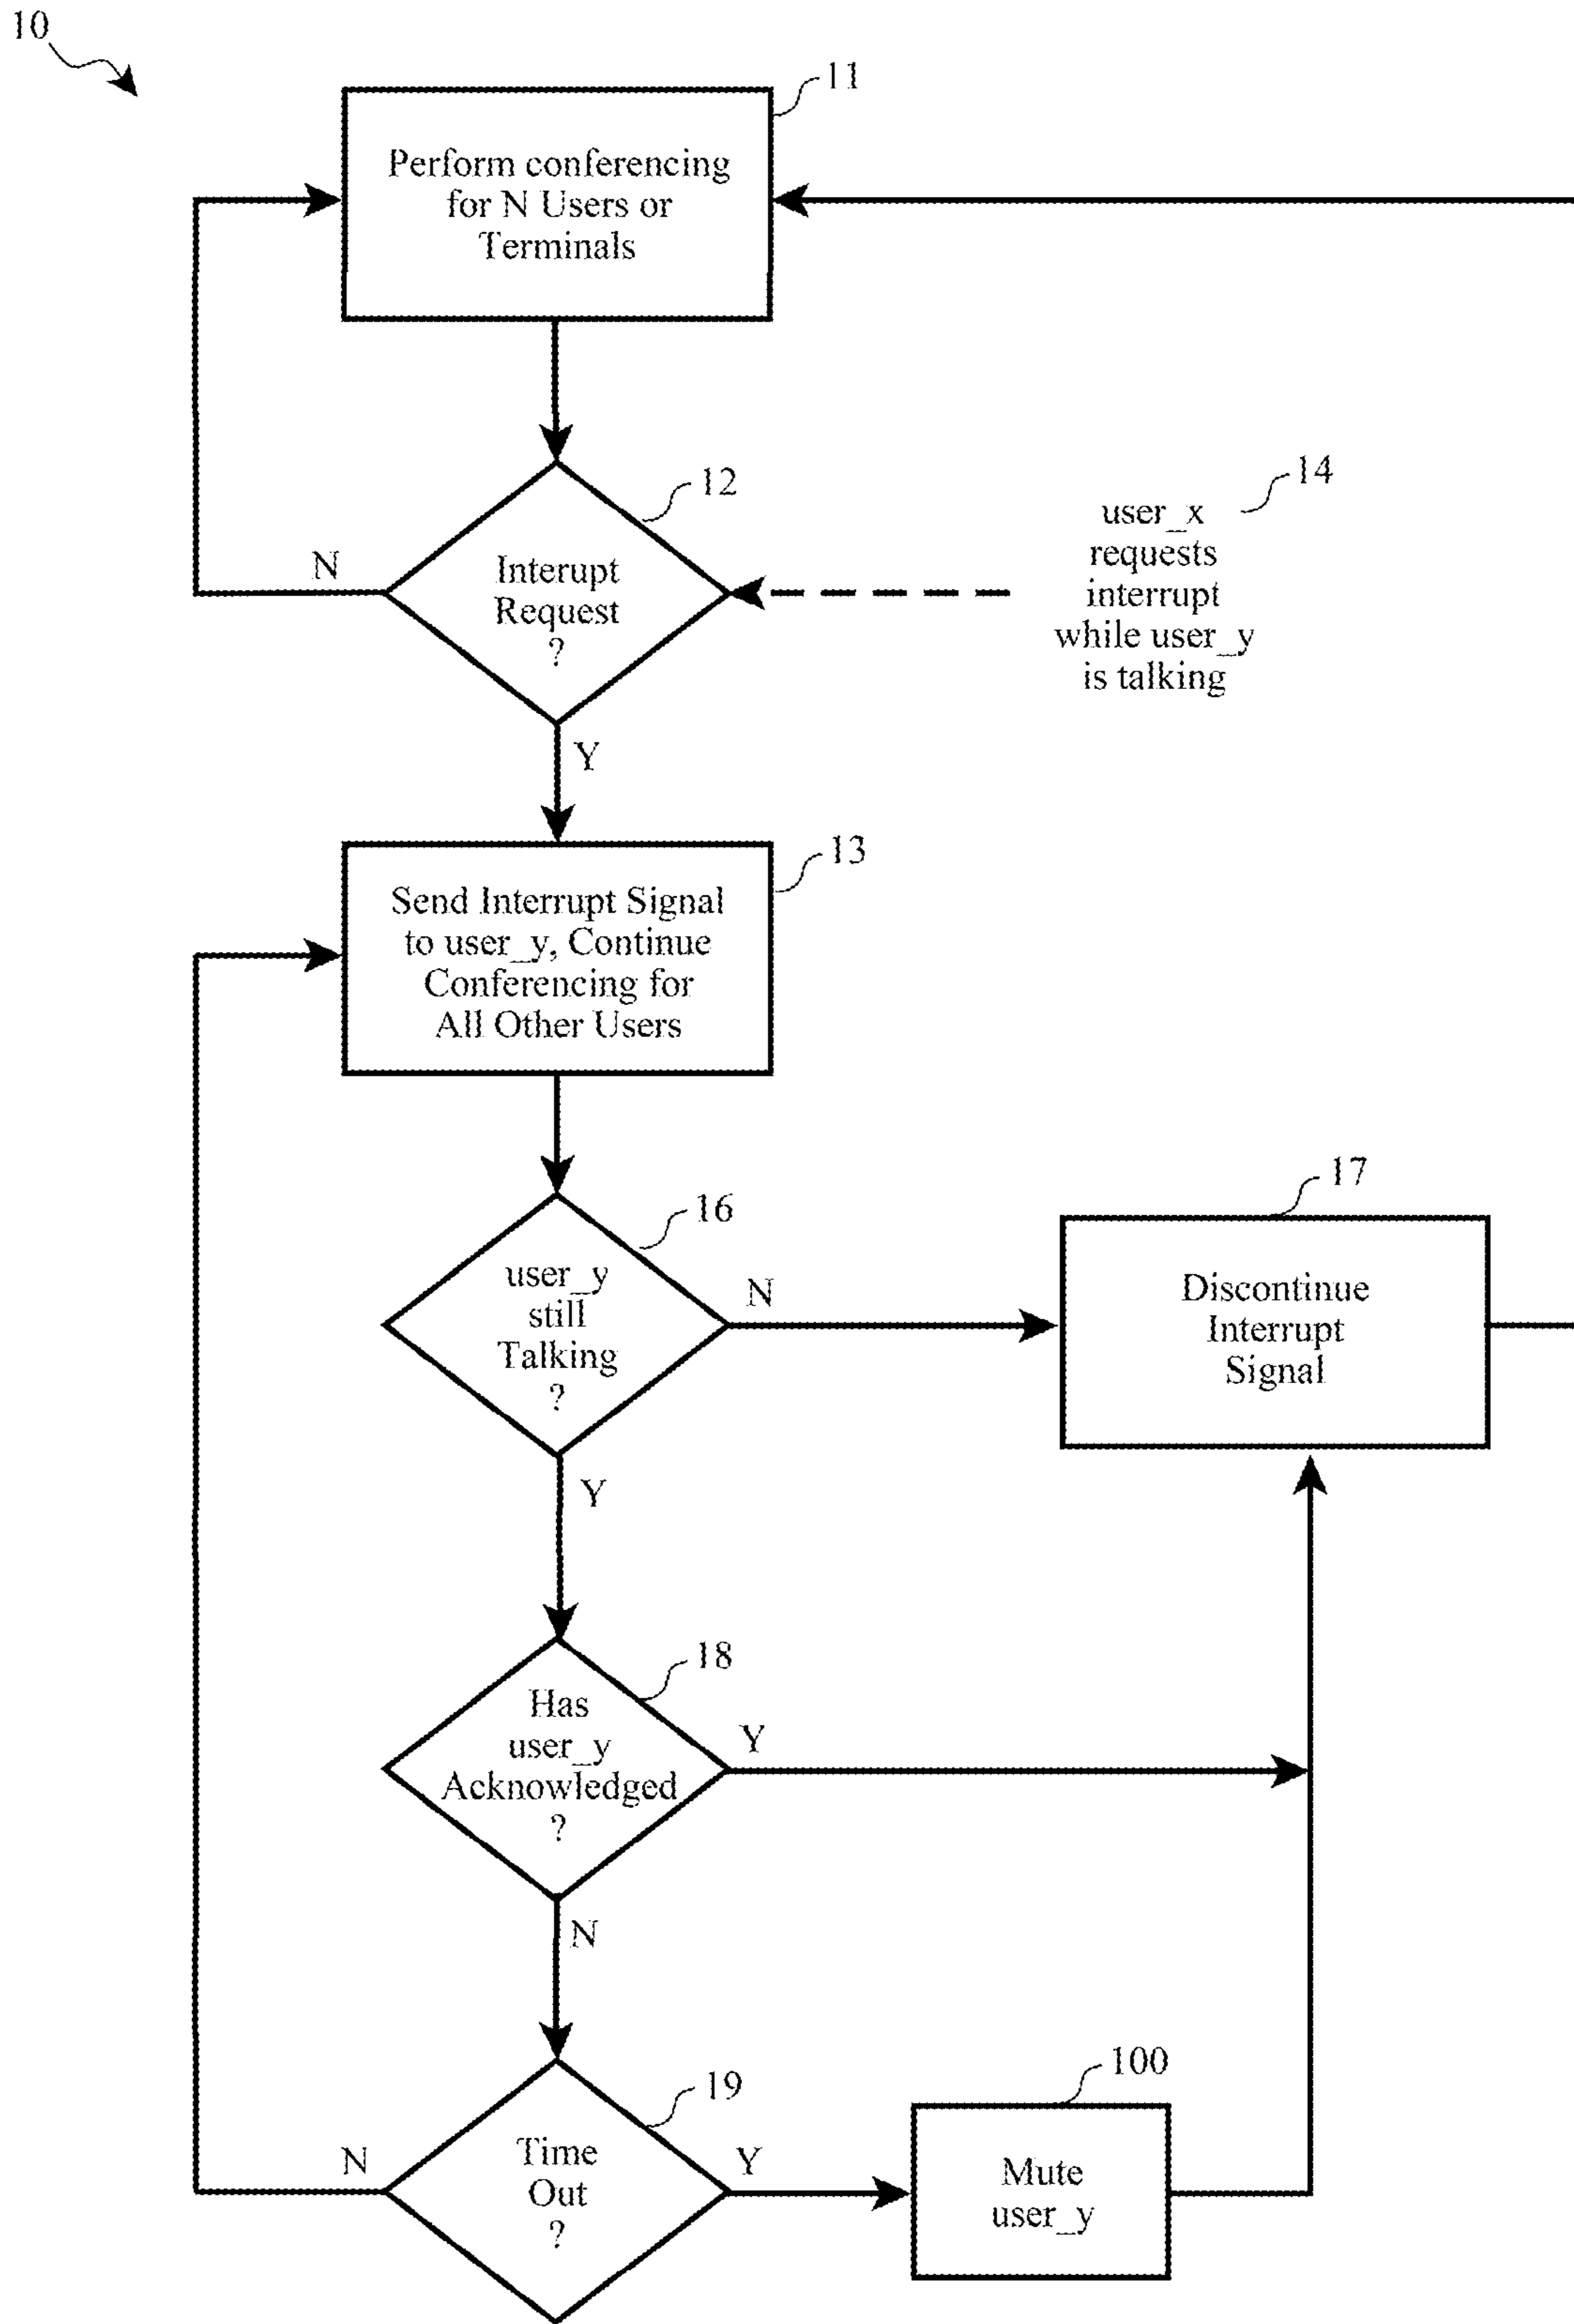 10
11
Perform conferencing
for N Users or
Terminals
12
Interupt
Request
?
N
14
user_x
requests
interrupt
while user_y
is talking
Y
13
Send Interrupt Signal
to user_y, Continue
Conferencing for
All Other Users
16
user_y
still
Talking
?
N
17
Discontinue
Interrupt
Signal
Y
18
Has
user_y
Acknowledged
?
Y
N
19
Time
Out
?
N
Y
100
Mute
user_y